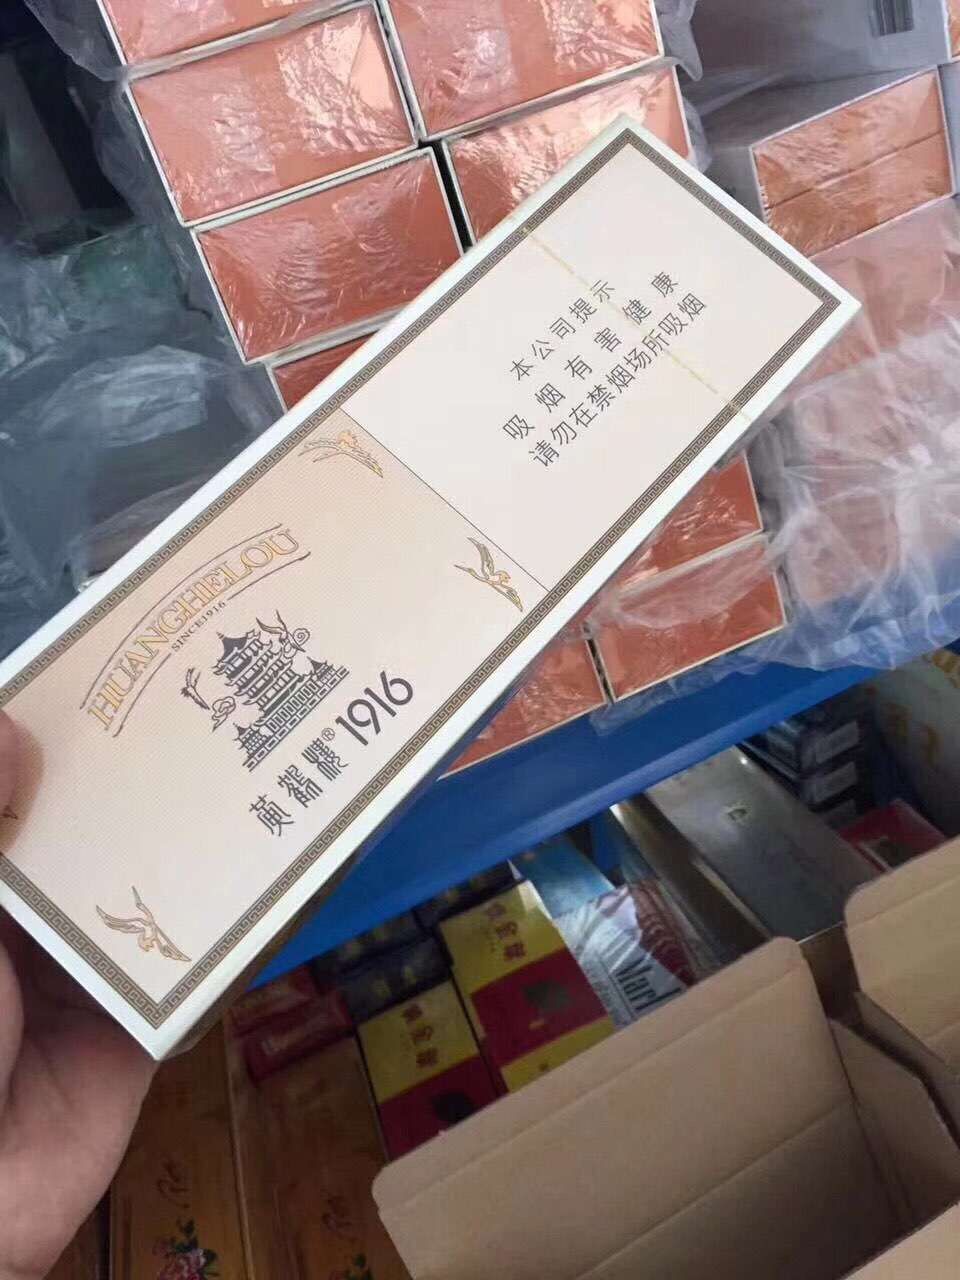 本公司提示
吸烟有害健康
请勿在禁烟场所吸烟
HUANGHELOU
SINCE1916
黄鹤楼® 1916
Marl